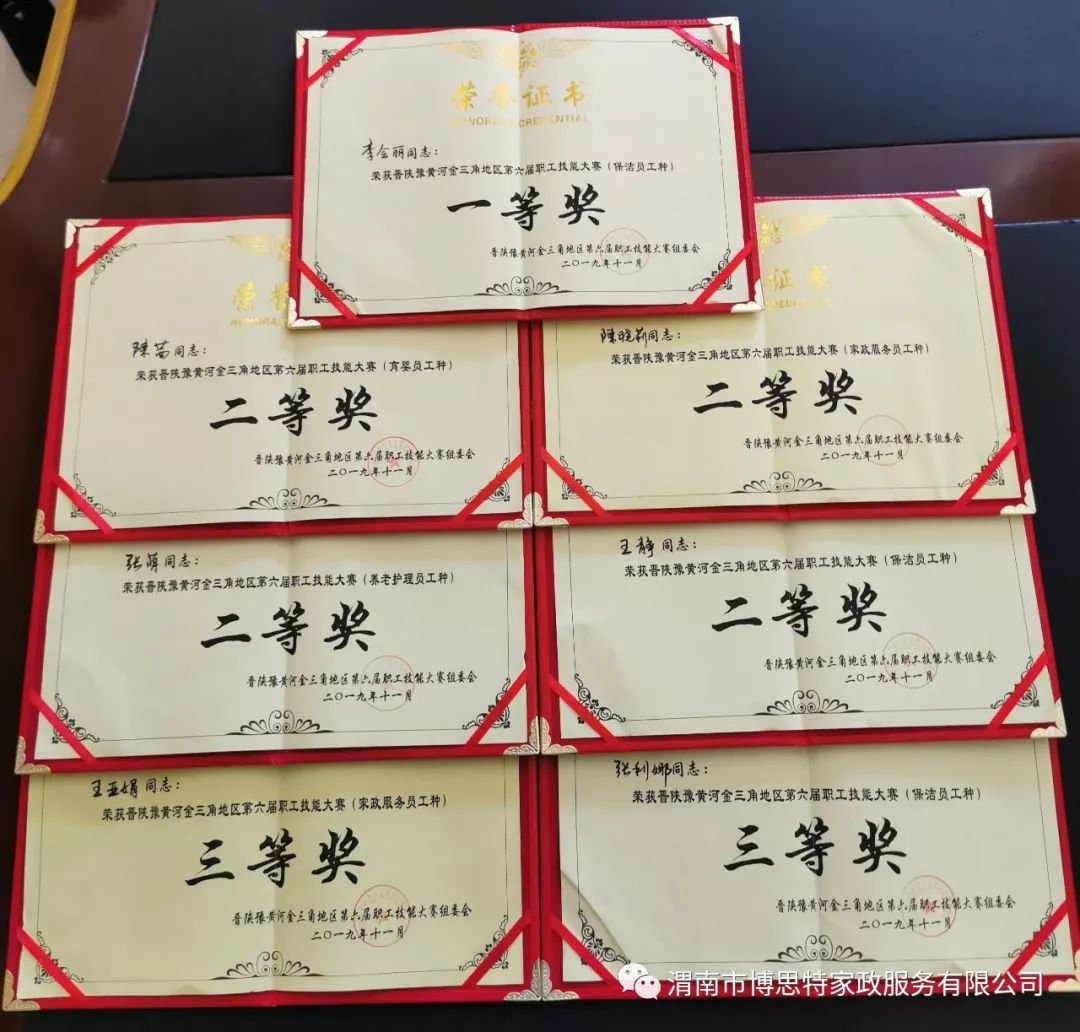 荣誉证书
HONORARY CREDENTIAL
李会丽同志：
荣获晋陕豫黄河金三角地区第六届职工技能大赛（保洁员工种）
一等奖
晋陕豫黄河金三角地区第六届职工技能大赛组委会
二〇一九年十一月
荣誉
HONORA
陈苗同志：
荣获晋陕豫黄河金三角地区第六届职工技能大赛（育婴员工种）
二等奖
晋陕豫黄河金三角地区第六届职工技能大赛组委会
二〇一九年十一月
证书
CREDENTIAL
陈晓莉同志：
荣获晋陕豫黄河金三角地区第六届职工技能大赛（家政服务员工种）
二等奖
晋陕豫黄河金三角地区第六届职工技能大赛组委会
二〇一九年十一月
张萍同志：
荣获晋陕豫黄河金三角地区第六届职工技能大赛（养老护理员工种）
二等奖
晋陕豫黄河金三角地区第六届职工技能大赛组委会
二〇一九年十一月
王静同志：
荣获晋陕豫黄河金三角地区第六届职工技能大赛（保洁员工种）
二等奖
晋陕豫黄河金三角地区第六届职工技能大赛组委会
二〇一九年十一月
王亚娟同志：
荣获晋陕豫黄河金三角地区第六届职工技能大赛（家政服务员工种）
三等奖
晋陕豫黄河金三角地区第六届职工技能大赛组委会
二〇一九年十一月
张利娜同志：
荣获晋陕豫黄河金三角地区第六届职工技能大赛（保洁员工种）
三等奖
晋陕豫黄河金三角地区第六届职工技能大赛组委会
二〇一九年十一月
渭南市博思特家政服务有限公司